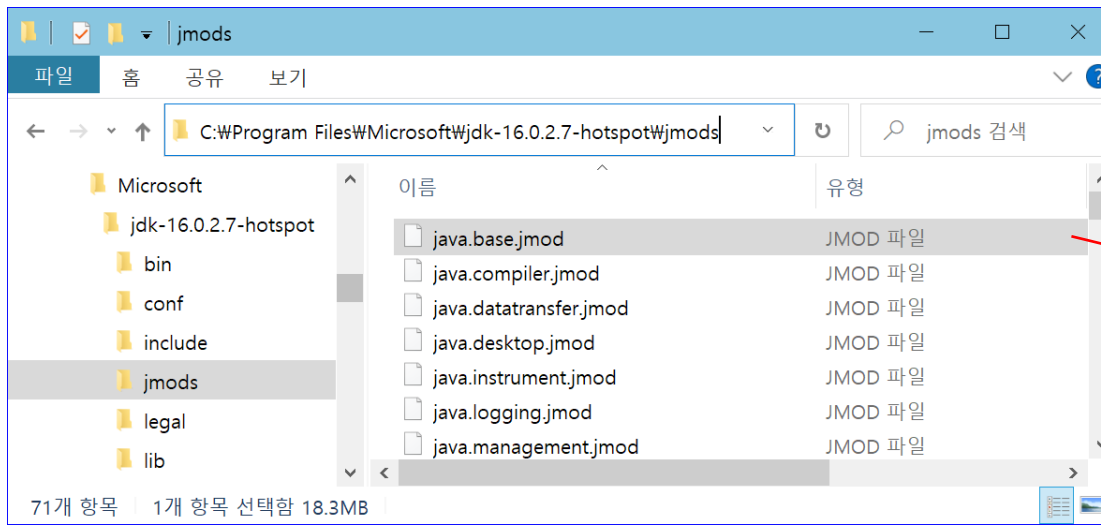 jmods
파일 홈 공유 보기 ?
C:₩Program Files₩Microsoft₩jdk-16.0.2.7-hotspot₩jmods jmods 검색
Microsoft 이름 유형
jdk-16.0.2.7-hotspot java.base.jmod JMOD 파일
bin java.compiler.jmod JMOD 파일
conf java.datatransfer.jmod JMOD 파일
include java.desktop.jmod JMOD 파일
jmods java.instrument.jmod JMOD 파일
legal java.logging.jmod JMOD 파일
lib java.management.jmod JMOD 파일
71개 항목 1개 항목 선택함 18.3MB